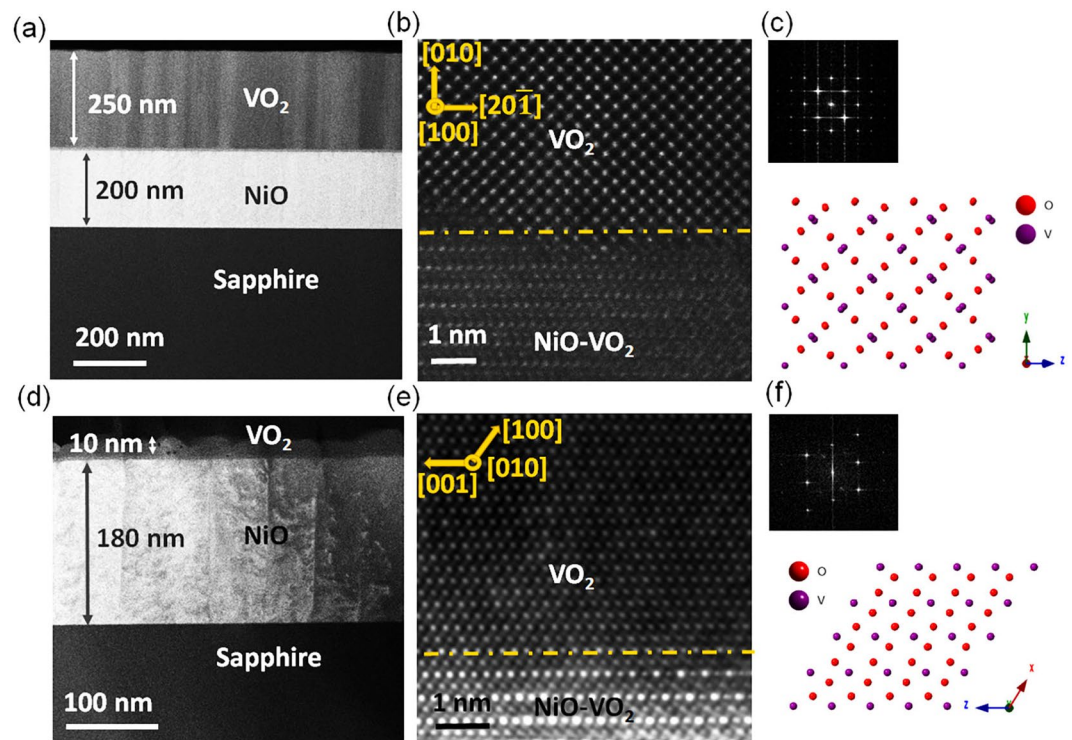 (a)
250 nm
VO₂
200 nm
NiO
Sapphire
200 nm
(b)
[010]
[201̅]
[100]
VO₂
NiO-VO₂
1 nm
(c)
O
V
y
z
(d)
10 nm
VO₂
180 nm
NiO
Sapphire
100 nm
(e)
[100]
[010]
[001]
VO₂
NiO-VO₂
1 nm
(f)
O
V
x
z